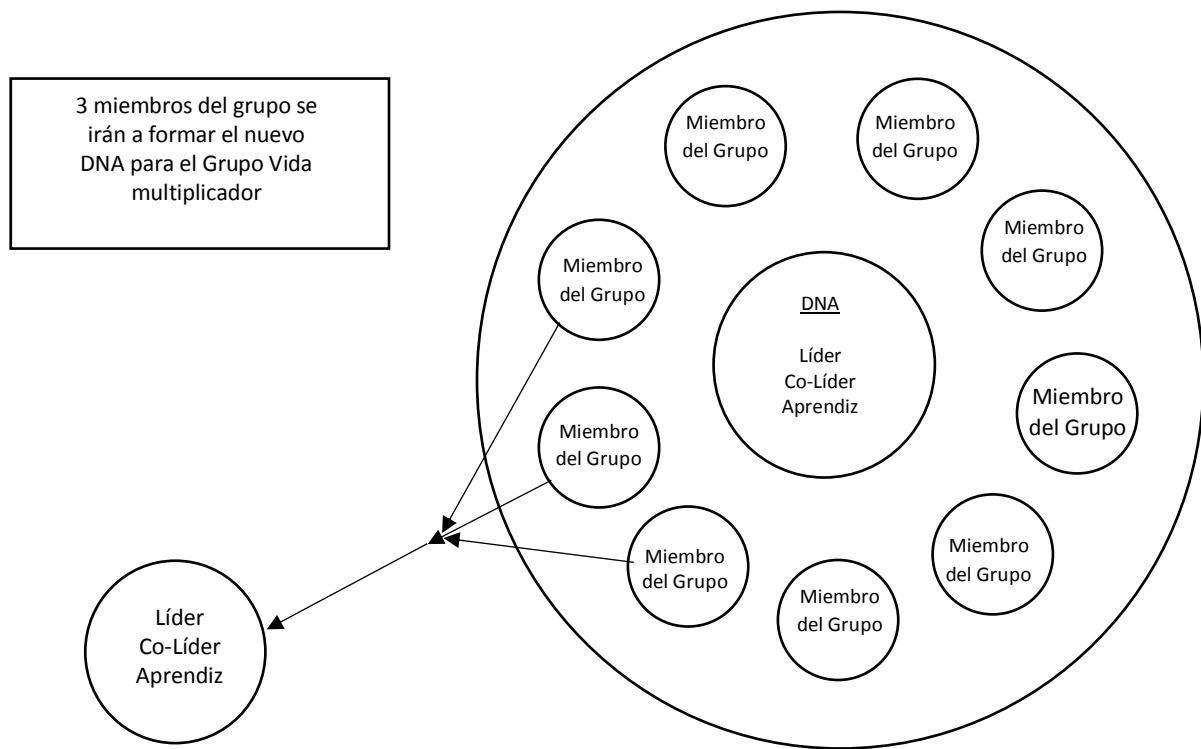 3 miembros del grupo se
irán a formar el nuevo
DNA para el Grupo Vida
multiplicador
Miembro
del Grupo
Miembro
del Grupo
Miembro
del Grupo
Miembro
del Grupo
DNA
Líder
Co-Líder
Aprendiz
Miembro
del Grupo
Miembro
del Grupo
Miembro
del Grupo
Miembro
del Grupo
Miembro
del Grupo
Líder
Co-Líder
Aprendiz